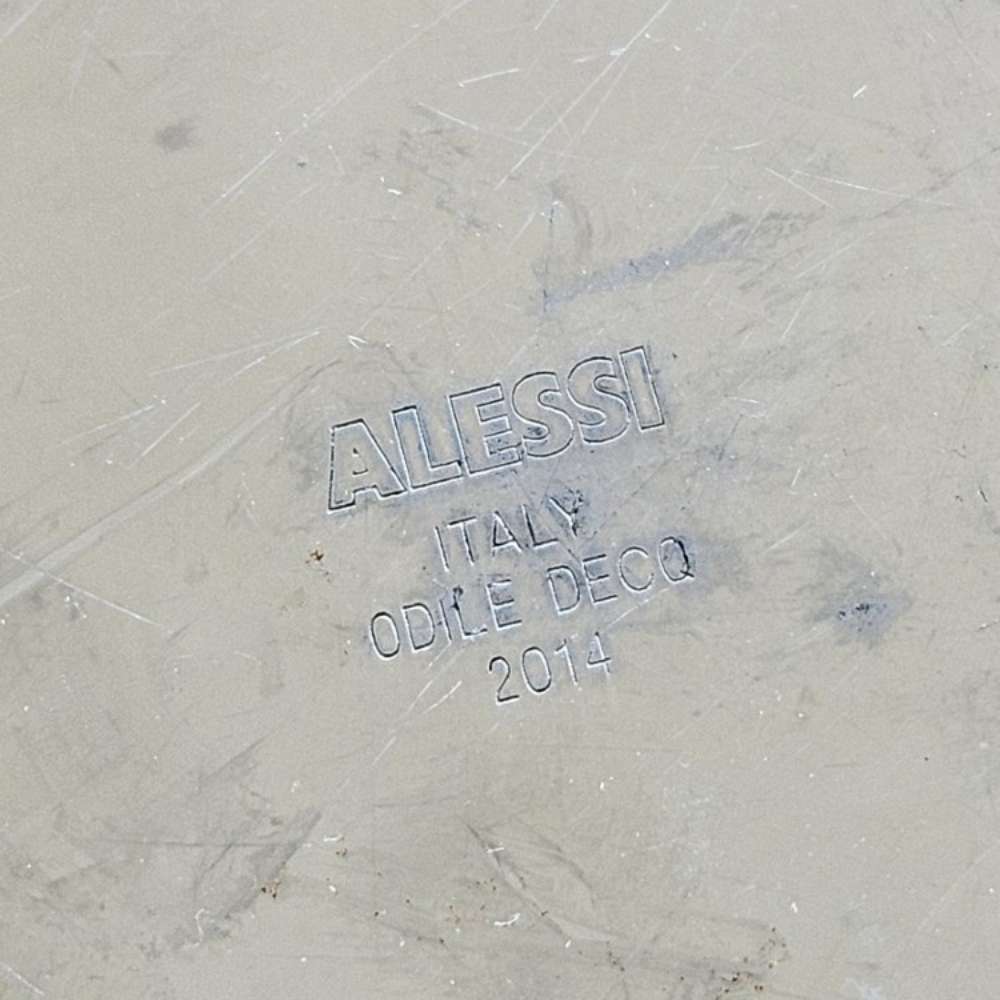 ALESSI
ITALY
ODILE DECQ
2014